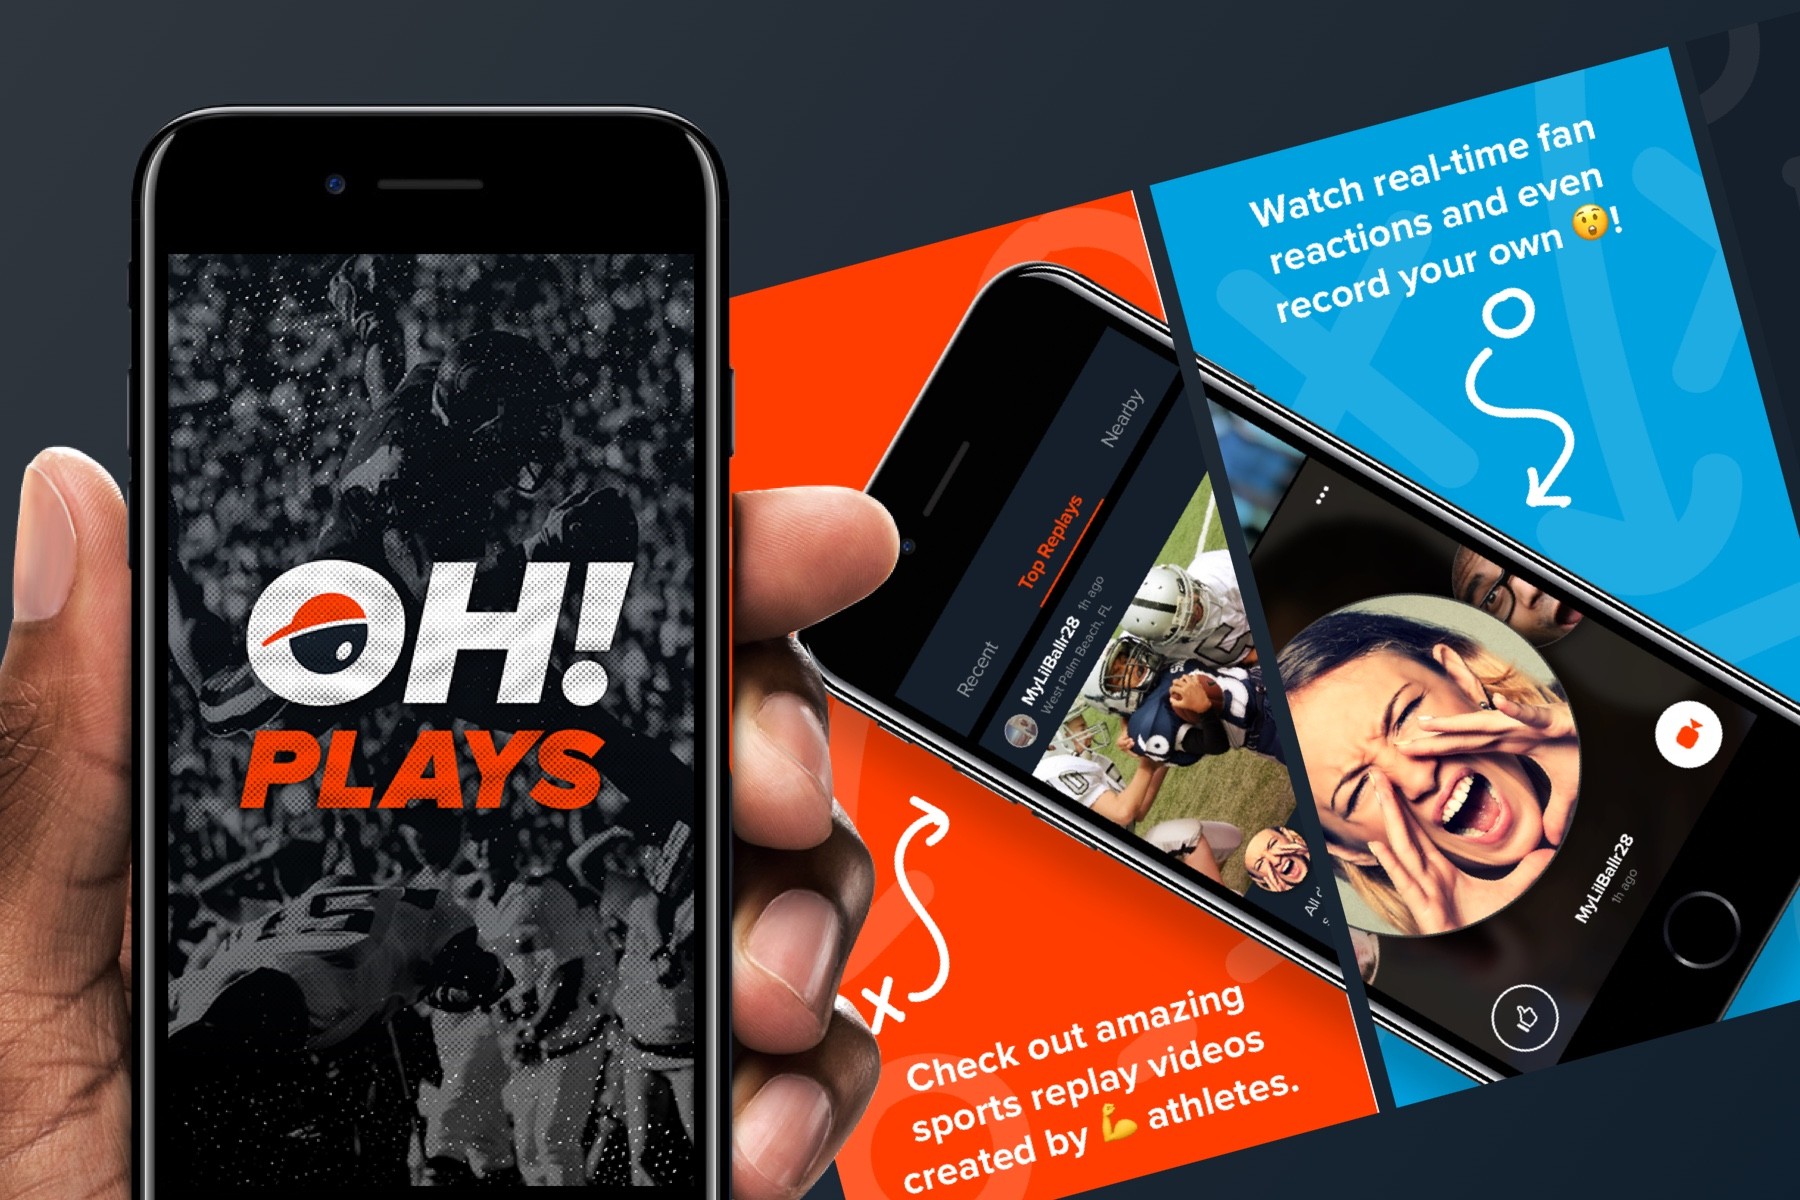 OH!
PLAYS
Recent
Top Replays
Nearby
MyLilBallr28 1h ago
West Palm Beach, FL
All
Check out amazing
sports replay videos
created by 💪 athletes.
Watch real-time fan
reactions and even
record your own 😲!
MyLilBallr28
1h ago